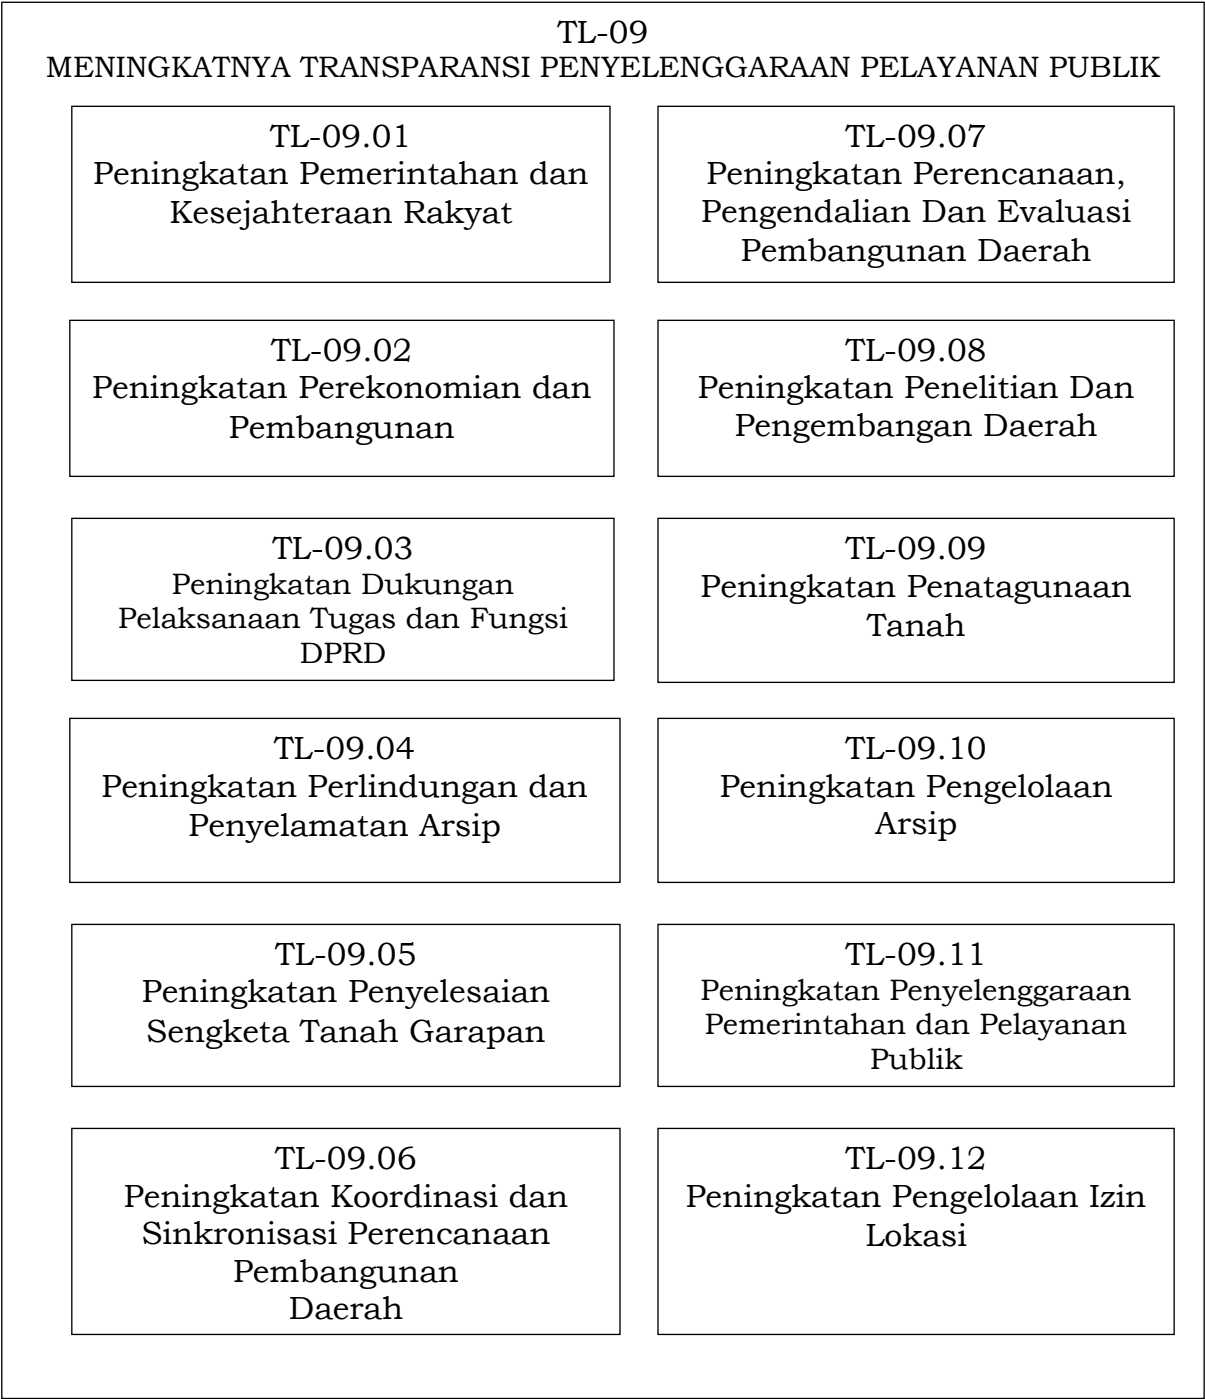 TL-09
MENINGKATNYA TRANSPARANSI PENYELENGGARAAN PELAYANAN PUBLIK
TL-09.01
Peningkatan Pemerintahan dan
Kesejahteraan Rakyat
TL-09.02
Peningkatan Perekonomian dan
Pembangunan
TL-09.03
Peningkatan Dukungan
Pelaksanaan Tugas dan Fungsi
DPRD
TL-09.04
Peningkatan Perlindungan dan
Penyelamatan Arsip
TL-09.05
Peningkatan Penyelesaian
Sengketa Tanah Garapan
TL-09.06
Peningkatan Koordinasi dan
Sinkronisasi Perencanaan
Pembangunan
Daerah
TL-09.07
Peningkatan Perencanaan,
Pengendalian Dan Evaluasi
Pembangunan Daerah
TL-09.08
Peningkatan Penelitian Dan
Pengembangan Daerah
TL-09.09
Peningkatan Penatagunaan
Tanah
TL-09.10
Peningkatan Pengelolaan
Arsip
TL-09.11
Peningkatan Penyelenggaraan
Pemerintahan dan Pelayanan
Publik
TL-09.12
Peningkatan Pengelolaan Izin
Lokasi